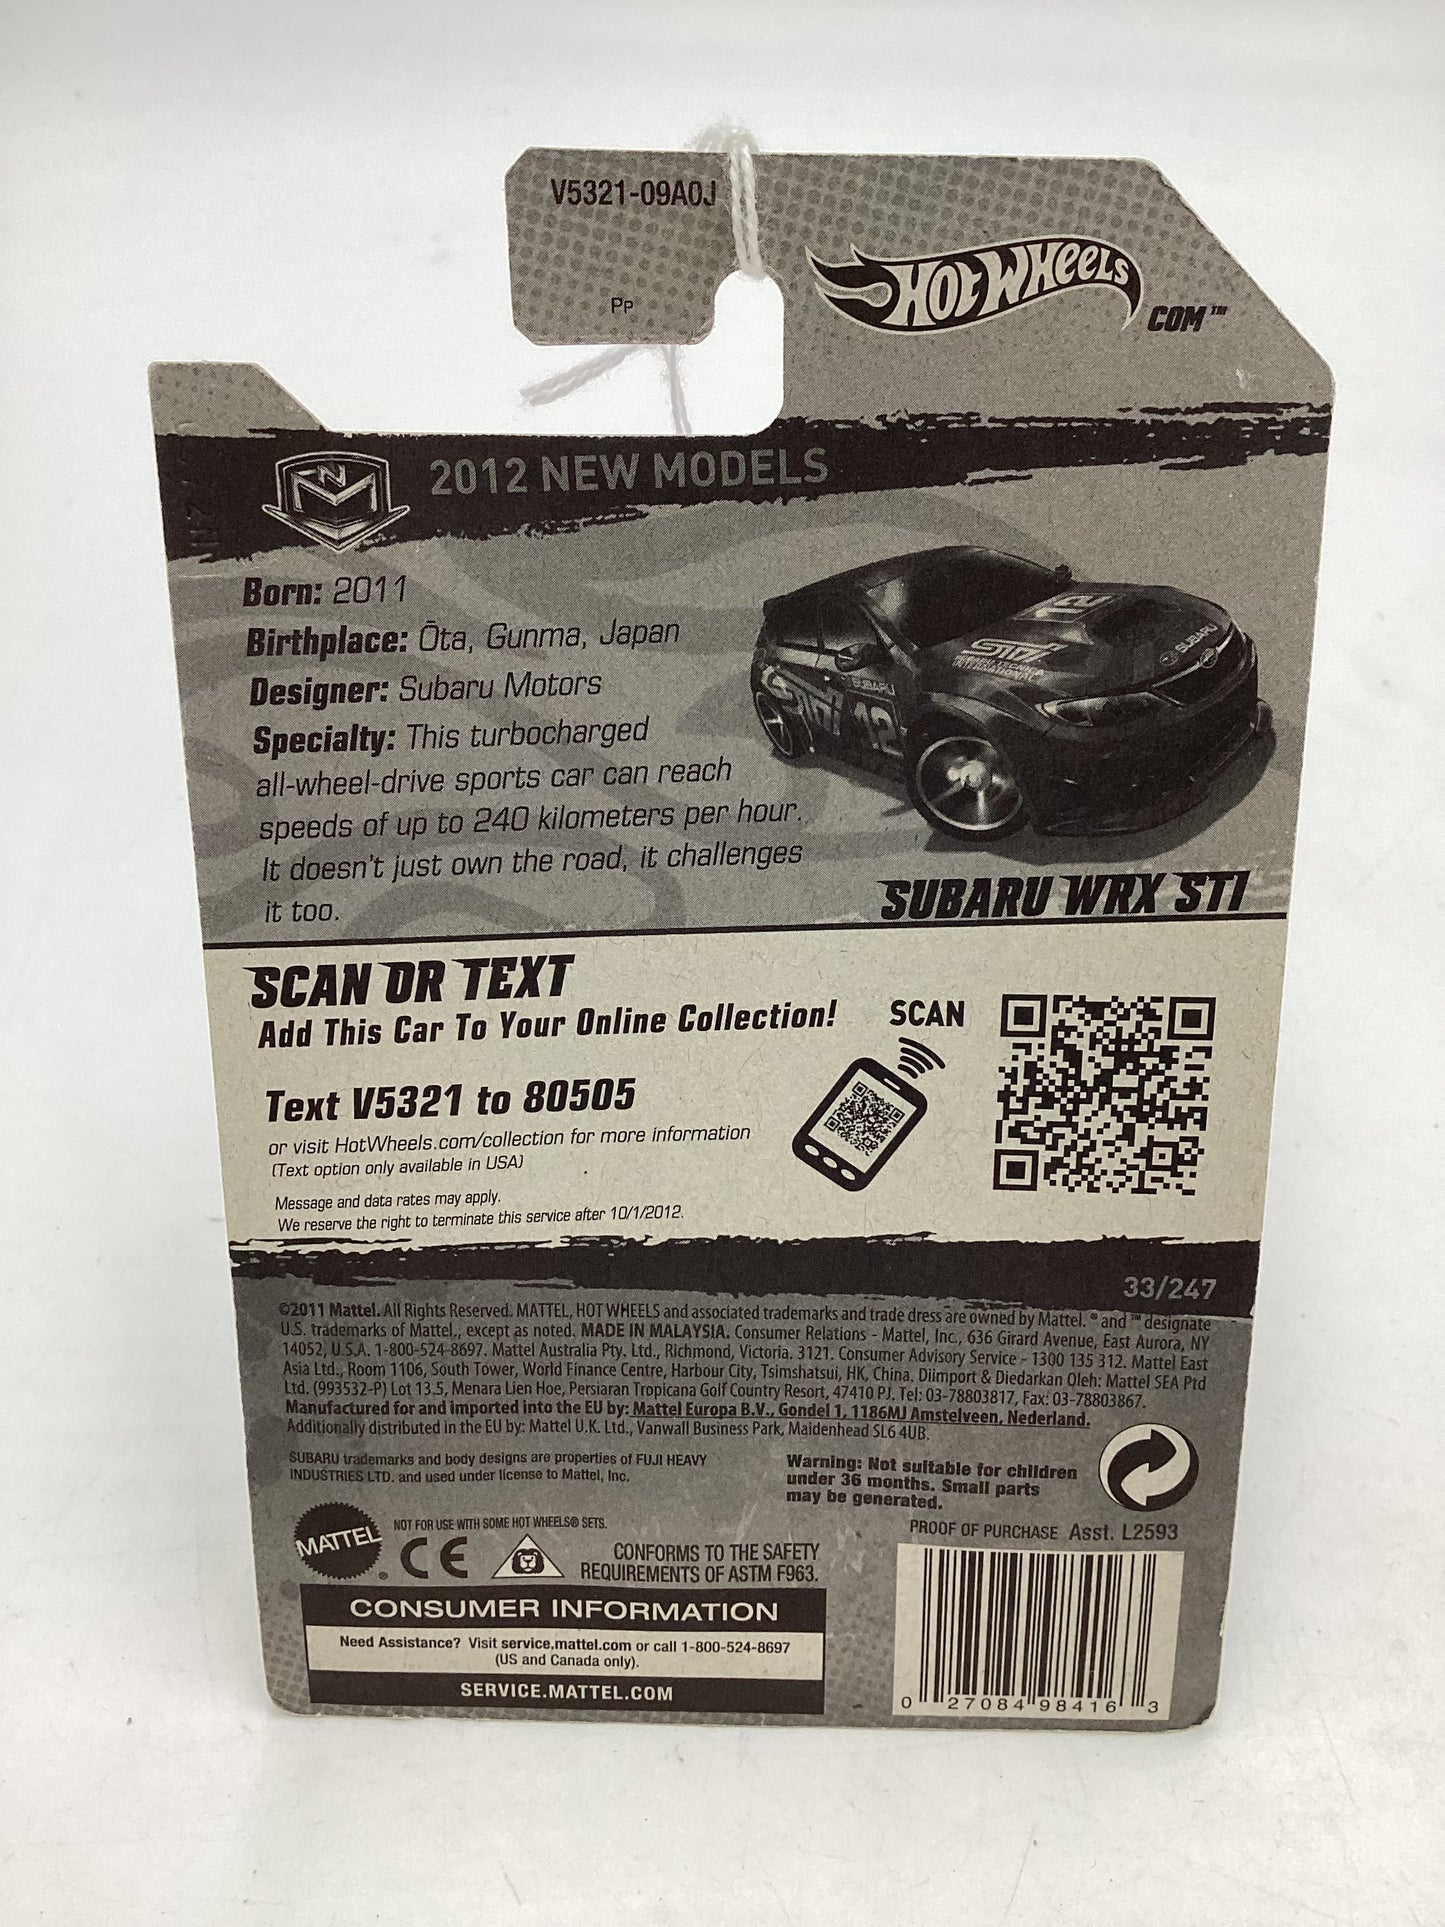 V5321-09A0J
Pp
HOT WHEELS
COM™
NM
2012 NEW MODELS
Born: 2011
Birthplace: Ōta, Gunma, Japan
Designer: Subaru Motors
Specialty: This turbocharged
all-wheel-drive sports car can reach
speeds of up to 240 kilometers per hour.
It doesn't just own the road, it challenges
it too.
12
STI
SUBARU
SUBARU
STI
12
SUBARU WRX STI
SCAN OR TEXT
Add This Car To Your Online Collection!
SCAN
Text V5321 to 80505
or visit HotWheels.com/collection for more information
(Text option only available in USA)
Message and data rates may apply.
We reserve the right to terminate this service after 10/1/2012.
33/247
©2011 Mattel. All Rights Reserved. MATTEL, HOT WHEELS and associated trademarks and trade dress are owned by Mattel. ® and ™ designate
U.S. trademarks of Mattel., except as noted. MADE IN MALAYSIA. Consumer Relations - Mattel, Inc., 636 Girard Avenue, East Aurora, NY
14052, U.S.A. 1-800-524-8697. Mattel Australia Pty. Ltd., Richmond, Victoria. 3121. Consumer Advisory Service - 1300 135 312. Mattel East
Asia Ltd., Room 1106, South Tower, World Finance Centre, Harbour City, Tsimshatsui, HK, China. Diimport & Diedarkan Oleh: Mattel SEA Ptd
Ltd. (993532-P) Lot 13.5, Menara Lien Hoe, Persiaran Tropicana Golf Country Resort, 47410 PJ. Tel: 03-78803817, Fax: 03-78803867.
Manufactured for and imported into the EU by: Mattel Europa B.V., Gondel 1, 1186MJ Amstelveen, Nederland.
Additionally distributed in the EU by: Mattel U.K. Ltd., Vanwall Business Park, Maidenhead SL6 4UB.
SUBARU trademarks and body designs are properties of FUJI HEAVY
INDUSTRIES LTD. and used under license to Mattel, Inc.
Warning: Not suitable for children
under 36 months. Small parts
may be generated.
MATTEL®
NOT FOR USE WITH SOME HOT WHEELS® SETS.
CE
CONFORMS TO THE SAFETY
REQUIREMENTS OF ASTM F963.
PROOF OF PURCHASE Asst. L2593
CONSUMER INFORMATION
Need Assistance? Visit service.mattel.com or call 1-800-524-8697
(US and Canada only).
SERVICE.MATTEL.COM
0 27084 98416 3